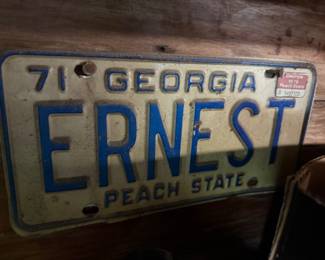 71 GEORGIA
ERNEST
PEACH STATE